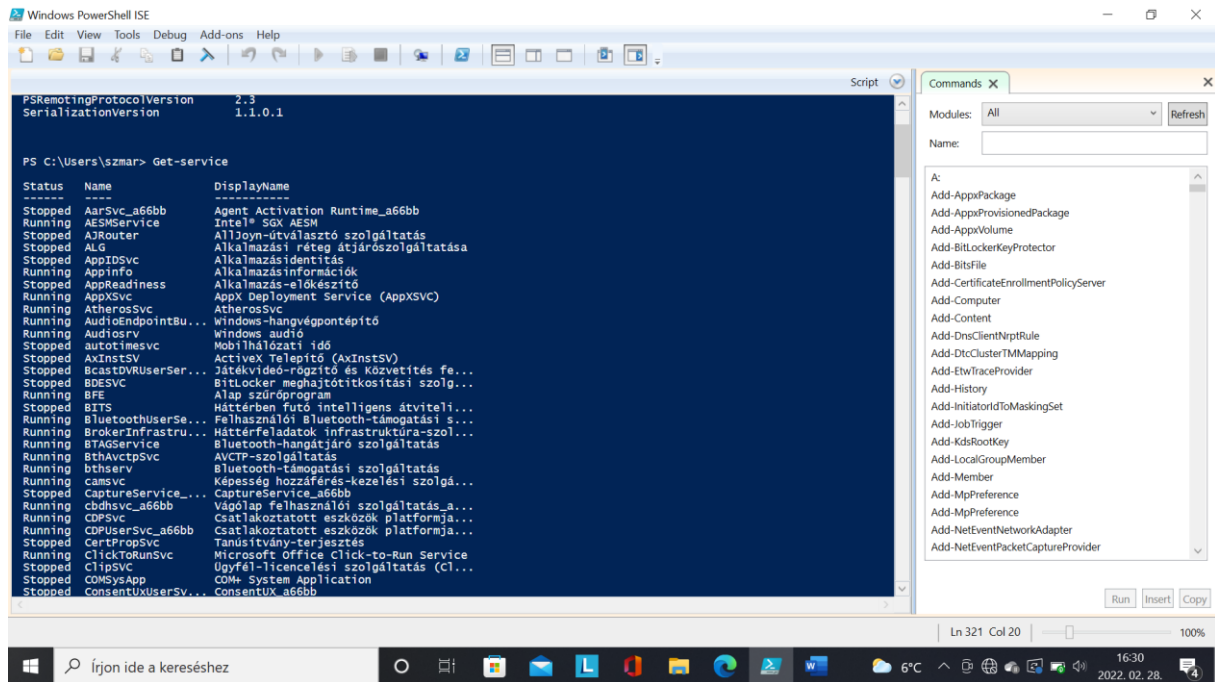 Windows PowerShell ISE
File Edit View Tools Debug Add-ons Help
Script
PSRemotingProtocolVersion 2.3
SerializationVersion 1.1.0.1
PS C:\Users\szmar> Get-service
Status Name DisplayName
------ ---- -----------
Stopped AarSvc_a66bb Agent Activation Runtime_a66bb
Running AESMService Intel® SGX AESM
Stopped AJRouter AllJoyn-útválasztó szolgáltatás
Stopped ALG Alkalmazási réteg átjárószolgáltatása
Stopped AppIDSvc Alkalmazásidentitás
Running Appinfo Alkalmazásinformációk
Stopped AppReadiness Alkalmazás-előkészítő
Running AppXSvc AppX Deployment Service (AppXSVC)
Running AtherosSvc AtherosSvc
Running AudioEndpointBu... Windows-hangvégpontépítő
Running Audiosrv Windows audió
Stopped autotimesvc Mobilhálózati idő
Stopped AxInstSV ActiveX Telepítő (AxInstSV)
Stopped BcastDVRUserSer... Játékvideó-rögzítő és Közvetítés fe...
Stopped BDESVC BitLocker meghajtótitkosítási szolg...
Running BFE Alap szűrőprogram
Stopped BITS Háttérben futó intelligens átviteli...
Running BluetoothUserSe... Felhasználói Bluetooth-támogatási s...
Running BrokerInfrastru... Háttérfeladatok infrastruktúra-szol...
Running BTAGService Bluetooth-hangátjáró szolgáltatás
Running BthAvctpSvc AVCTP-szolgáltatás
Running bthserv Bluetooth-támogatási szolgáltatás
Running camsvc Képesség hozzáférés-kezelési szolgá...
Stopped CaptureService_... CaptureService_a66bb
Running cbdhsvc_a66bb Vágólap felhasználói szolgáltatás_a...
Running CDPSvc Csatlakoztatott eszközök platformja...
Running CDPUserSvc_a66bb Csatlakoztatott eszközök platformja...
Stopped CertPropSvc Tanúsítvány-terjesztés
Running ClickToRunSvc Microsoft Office Click-to-Run Service
Stopped ClipSVC Ügyfél-licencelési szolgáltatás (Cl...
Stopped COMSysApp COM+ System Application
Stopped ConsentUxUserSv... ConsentUX_a66bb
Commands
Modules: All Refresh
Name:
A:
Add-AppxPackage
Add-AppxProvisionedPackage
Add-AppxVolume
Add-BitLockerKeyProtector
Add-BitsFile
Add-CertificateEnrollmentPolicyServer
Add-Computer
Add-Content
Add-DnsClientNrptRule
Add-DtcClusterTMMapping
Add-EtwTraceProvider
Add-History
Add-InitiatorIdToMaskingSet
Add-JobTrigger
Add-KdsRootKey
Add-LocalGroupMember
Add-Member
Add-MpPreference
Add-MpPreference
Add-NetEventNetworkAdapter
Add-NetEventPacketCaptureProvider
Run Insert Copy
Ln 321 Col 20 100%
Írjon ide a kereséshez
L
W
6°C
16:30
2022. 02. 28.
4